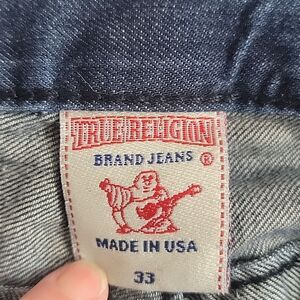 TRUE RELIGION
BRAND JEANS ®
MADE IN USA
33